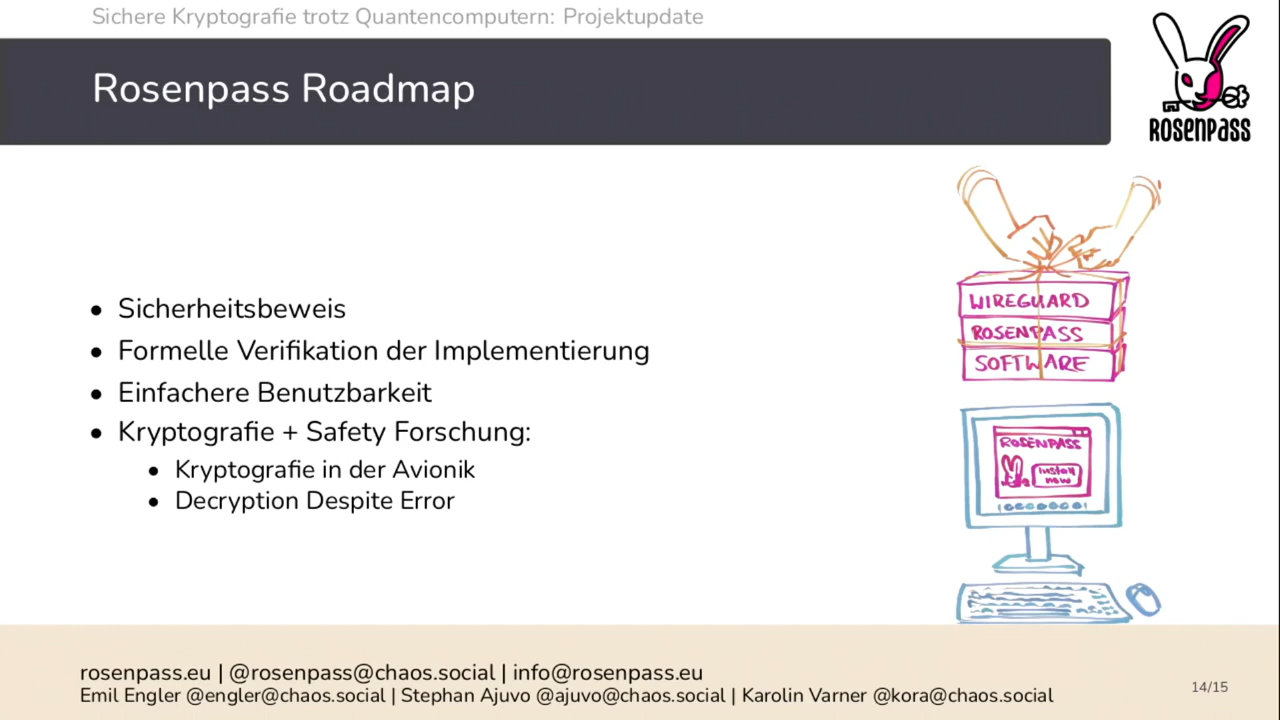 Sichere Kryptografie trotz Quantencomputern: Projektupdate
Rosenpass Roadmap
ROSENPASS
• Sicherheitsbeweis
• Formelle Verifikation der Implementierung
• Einfachere Benutzbarkeit
• Kryptografie + Safety Forschung:
• Kryptografie in der Avionik
• Decryption Despite Error
WIREGUARD
ROSENPASS
SOFTWARE
ROSENPASS
install
now
rosenpass.eu | @rosenpass@chaos.social | info@rosenpass.eu
Emil Engler @engler@chaos.social | Stephan Ajuvo @ajuvo@chaos.social | Karolin Varner @kora@chaos.social
14/15